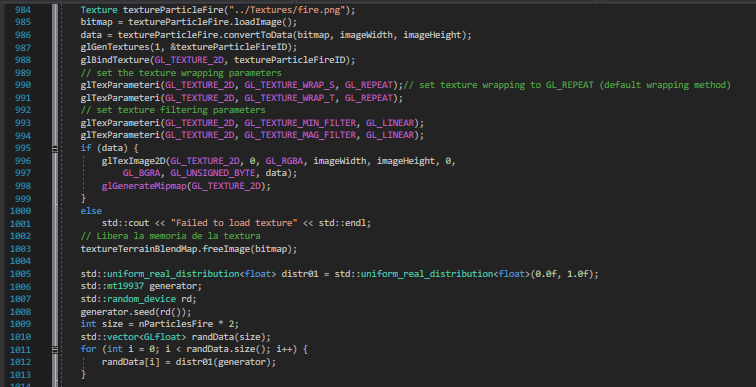 984 Texture textureParticleFire("../Textures/fire.png");
985 bitmap = textureParticleFire.loadImage();
986 data = textureParticleFire.convertToData(bitmap, imageWidth, imageHeight);
987 glGenTextures(1, &textureParticleFireID);
988 glBindTexture(GL_TEXTURE_2D, textureParticleFireID);
989 // set the texture wrapping parameters
990 glTexParameteri(GL_TEXTURE_2D, GL_TEXTURE_WRAP_S, GL_REPEAT);// set texture wrapping to GL_REPEAT (default wrapping method)
991 glTexParameteri(GL_TEXTURE_2D, GL_TEXTURE_WRAP_T, GL_REPEAT);
992 // set texture filtering parameters
993 glTexParameteri(GL_TEXTURE_2D, GL_TEXTURE_MIN_FILTER, GL_LINEAR);
994 glTexParameteri(GL_TEXTURE_2D, GL_TEXTURE_MAG_FILTER, GL_LINEAR);
995 if (data) {
996 glTexImage2D(GL_TEXTURE_2D, 0, GL_RGBA, imageWidth, imageHeight, 0,
997 GL_BGRA, GL_UNSIGNED_BYTE, data);
998 glGenerateMipmap(GL_TEXTURE_2D);
999 }
1000 else
1001 std::cout << "Failed to load texture" << std::endl;
1002 // Libera la memoria de la textura
1003 textureTerrainBlendMap.freeImage(bitmap);
1004
1005 std::uniform_real_distribution<float> distr01 = std::uniform_real_distribution<float>(0.0f, 1.0f);
1006 std::mt19937 generator;
1007 std::random_device rd;
1008 generator.seed(rd());
1009 int size = nParticlesFire * 2;
1010 std::vector<GLfloat> randData(size);
1011 for (int i = 0; i < randData.size(); i++) {
1012 randData[i] = distr01(generator);
1013 }
1014